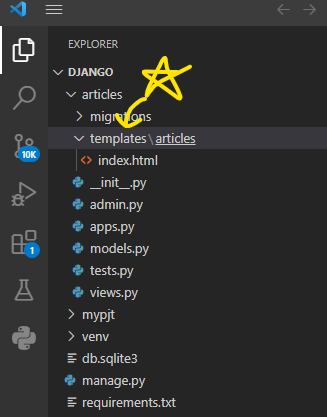 EXPLORER
DJANGO
articles
migrations
templates\articles
index.html
__init__.py
admin.py
apps.py
models.py
tests.py
views.py
mypjt
venv
db.sqlite3
manage.py
requirements.txt
10K
1